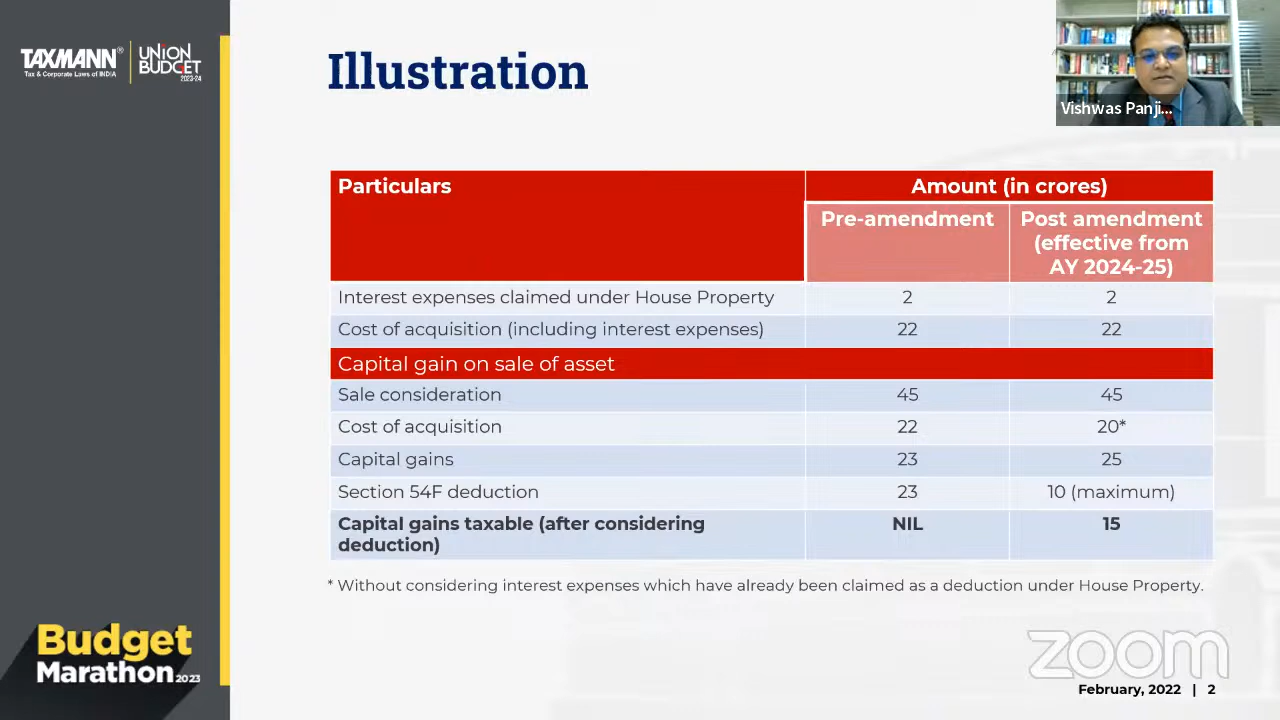 TAXMANN®
Tax & Corporate Laws of INDIA
UNION
BUDGET
2023-24
Illustration
Vishwas Panji...
Particulars
Amount (in crores)
Pre-amendment
Post amendment
(effective from
AY 2024-25)
Interest expenses claimed under House Property 2 2
Cost of acquisition (including interest expenses) 22 22
Capital gain on sale of asset
Sale consideration 45 45
Cost of acquisition 22 20*
Capital gains 23 25
Section 54F deduction 23 10 (maximum)
Capital gains taxable (after considering
deduction) NIL 15
* Without considering interest expenses which have already been claimed as a deduction under House Property.
Budget
Marathon 2023
zoom
February, 2022 | 2